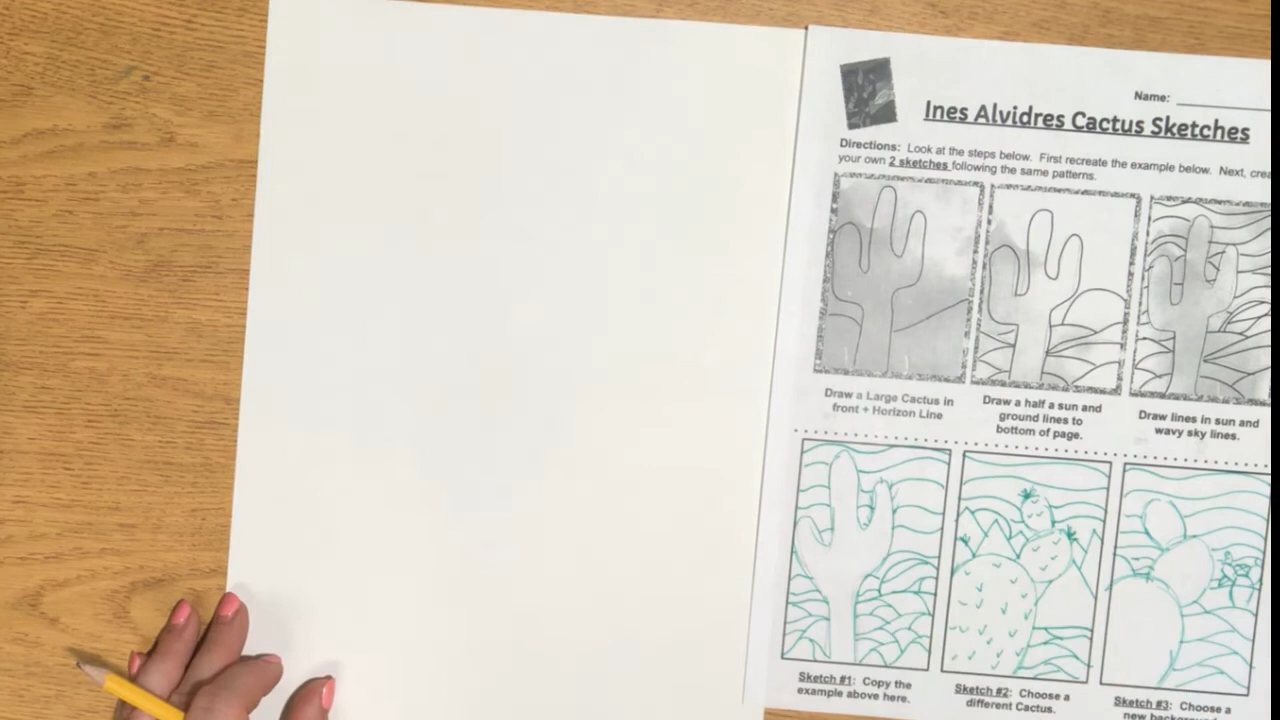 Name:
Ines Alvidres Cactus Sketches
Directions: Look at the steps below. First recreate the example below. Next,
your own 2 sketches following the same patterns.
Draw a Large Cactus in
front + Horizon Line
Draw a half a sun and
ground lines to
bottom of page.
Draw lines in sun and
wavy sky lines.
Sketch #1: Copy the
example above here.
Sketch #2: Choose a
different Cactus.
Sketch #3: Choose a
new